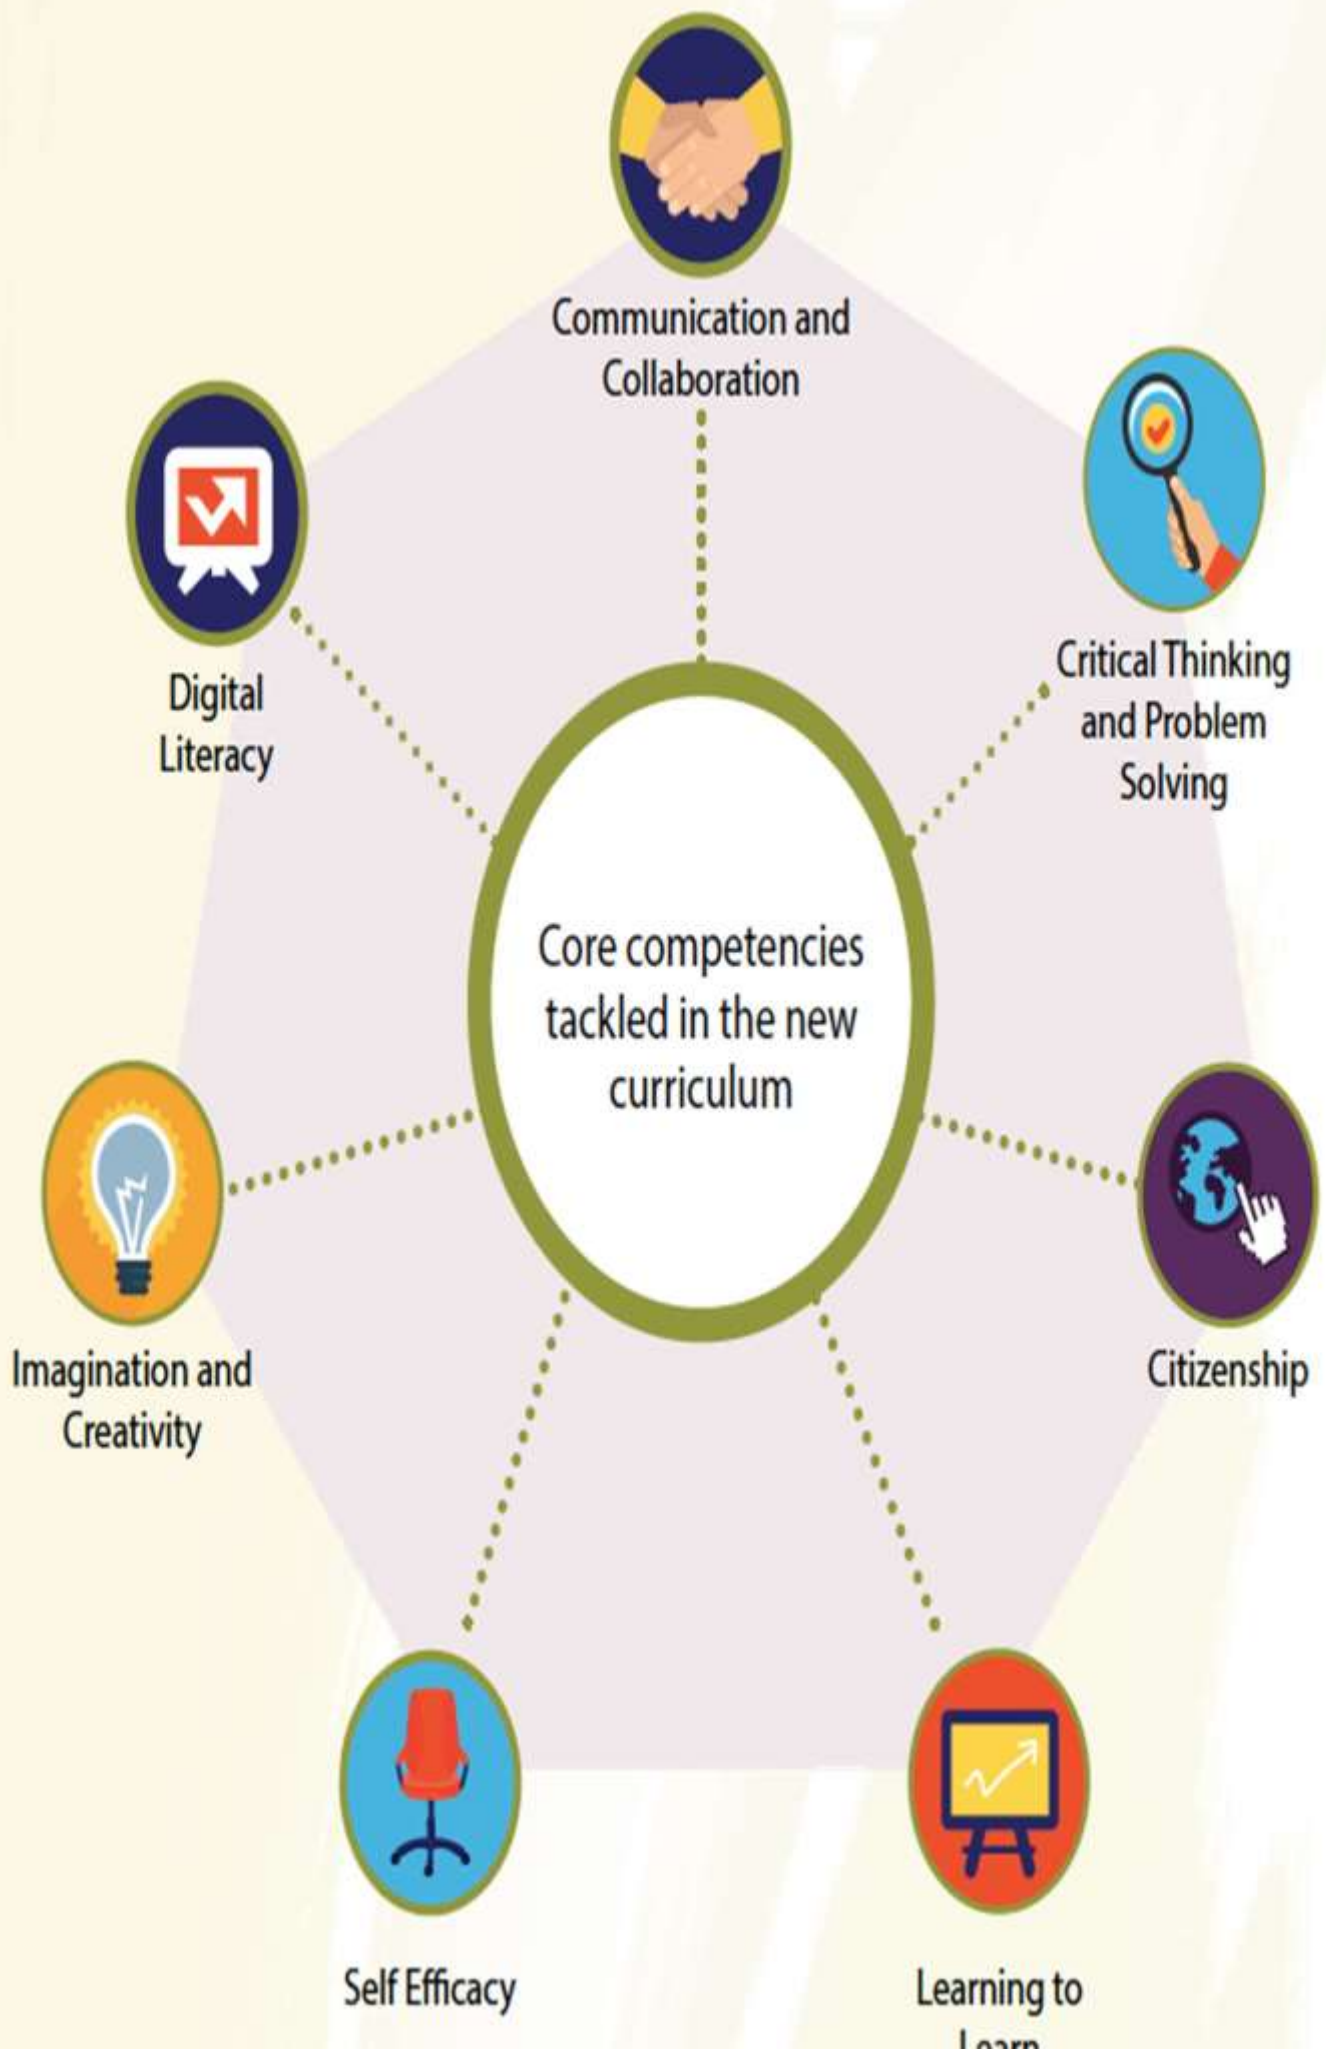 Communication and
Collaboration
Critical Thinking
and Problem
Solving
Digital
Literacy
Core competencies
tackled in the new
curriculum
Citizenship
Imagination and
Creativity
Learning to
Learn
Self Efficacy